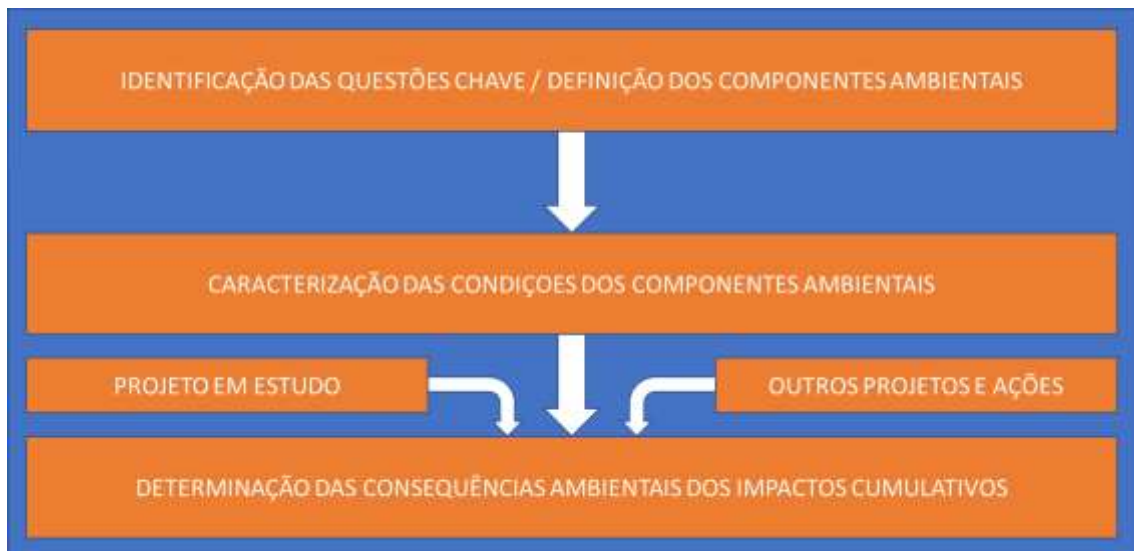 IDENTIFICAÇÃO DAS QUESTÕES CHAVE / DEFINIÇÃO DOS COMPONENTES AMBIENTAIS
CARACTERIZAÇÃO DAS CONDIÇOES DOS COMPONENTES AMBIENTAIS
PROJETO EM ESTUDO
OUTROS PROJETOS E AÇÕES
DETERMINAÇÃO DAS CONSEQUÊNCIAS AMBIENTAIS DOS IMPACTOS CUMULATIVOS